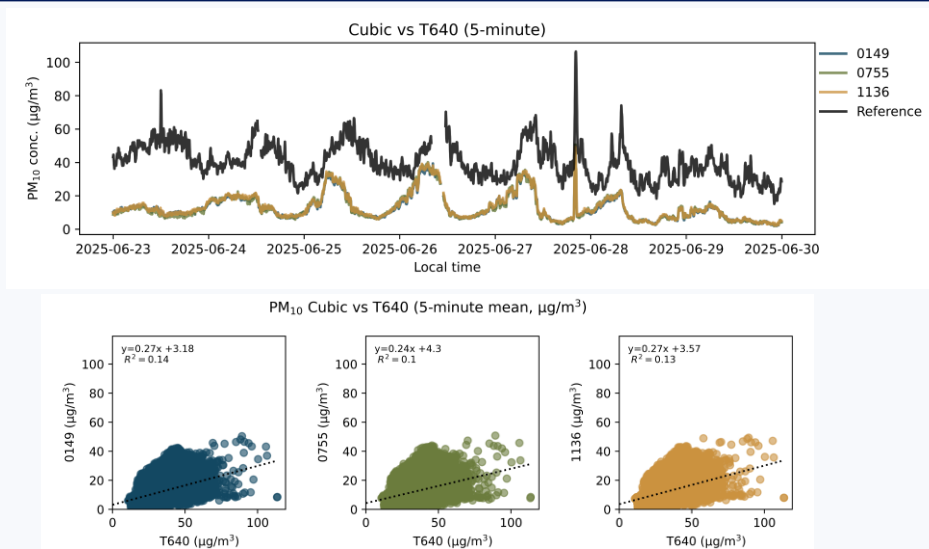 Cubic vs T640 (5-minute)
PM₁₀ conc. (µg/m³)
100
80
60
40
20
0
2025-06-23 2025-06-24 2025-06-25 2025-06-26 2025-06-27 2025-06-28 2025-06-29 2025-06-30
Local time
0149
0755
1136
Reference
PM₁₀ Cubic vs T640 (5-minute mean, µg/m³)
y=0.27x +3.18
R² = 0.14
0149 (µg/m³)
100
80
60
40
20
0
0 50 100
T640 (µg/m³)
y=0.24x +4.3
R² = 0.1
0755 (µg/m³)
100
80
60
40
20
0
0 50 100
T640 (µg/m³)
y=0.27x +3.57
R² = 0.13
1136 (µg/m³)
100
80
60
40
20
0
0 50 100
T640 (µg/m³)